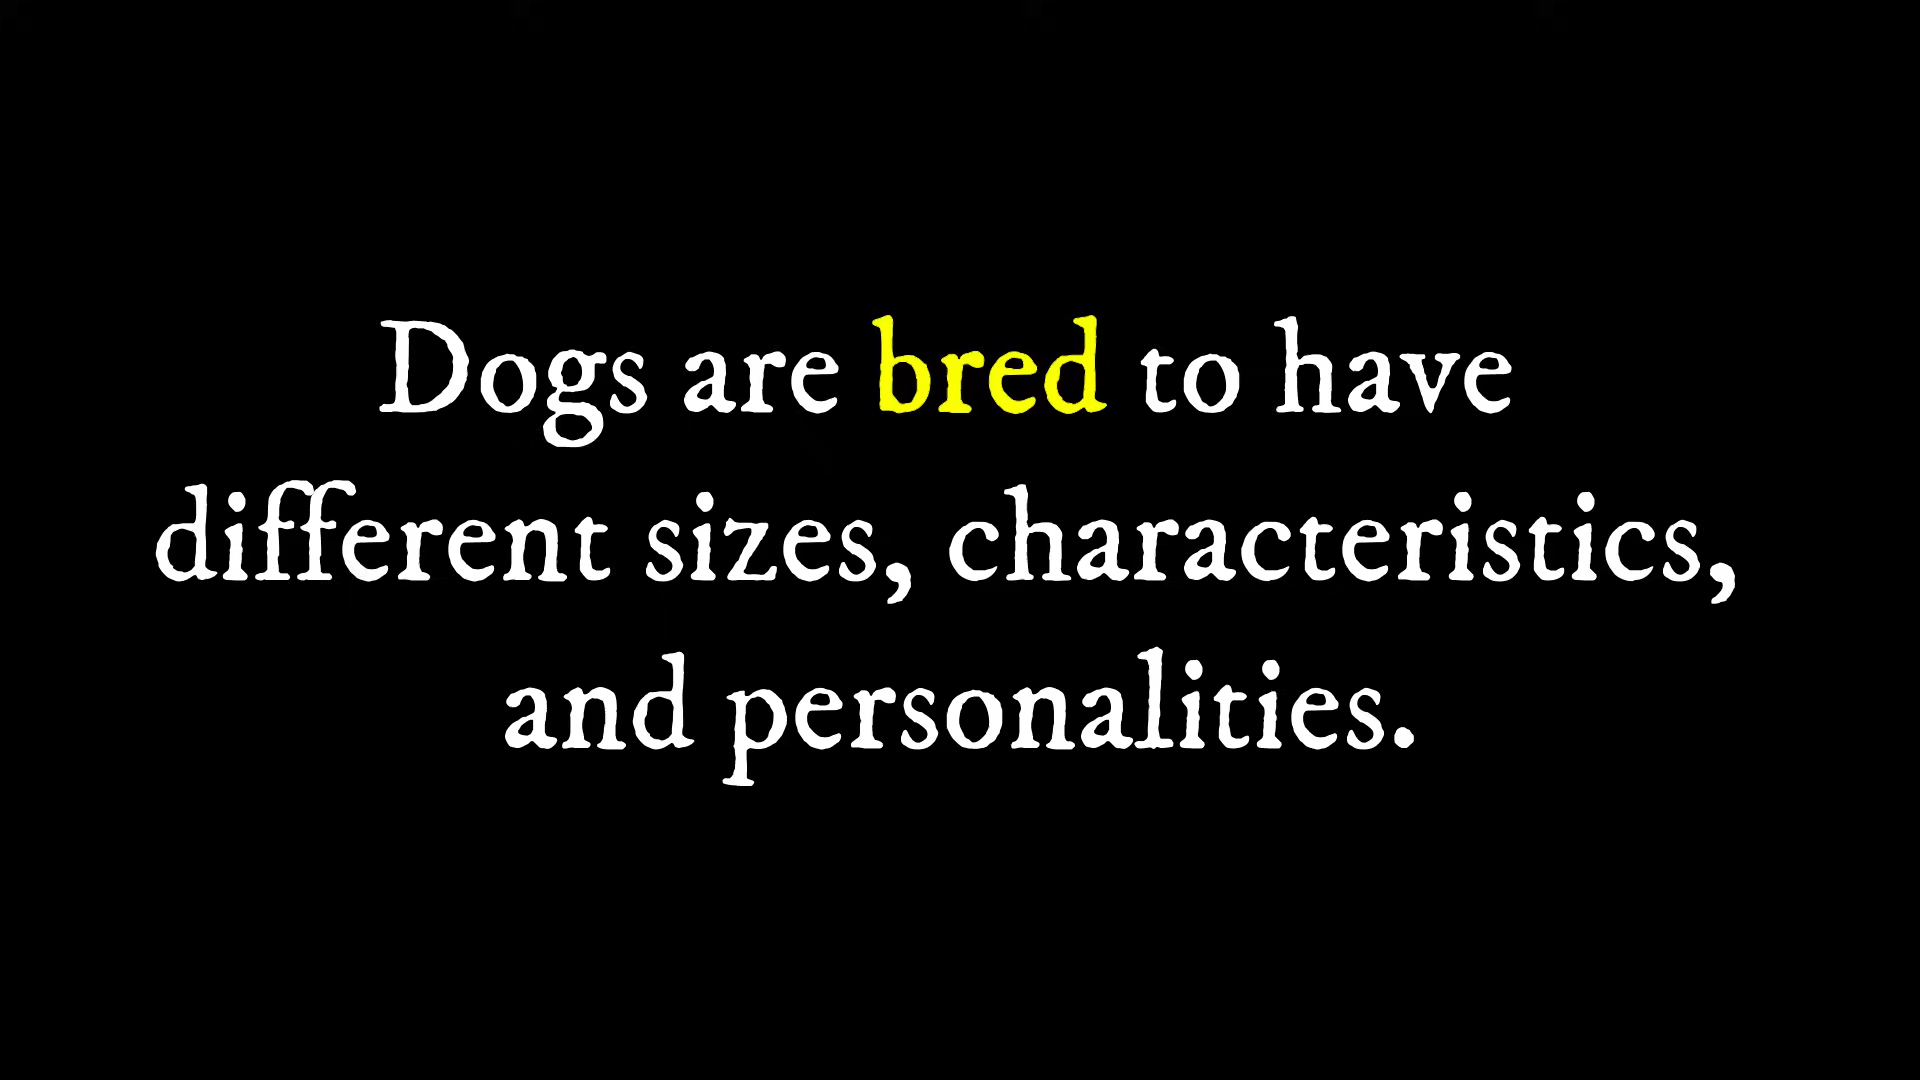 Dogs are bred to have
different sizes, characteristics,
and personalities.